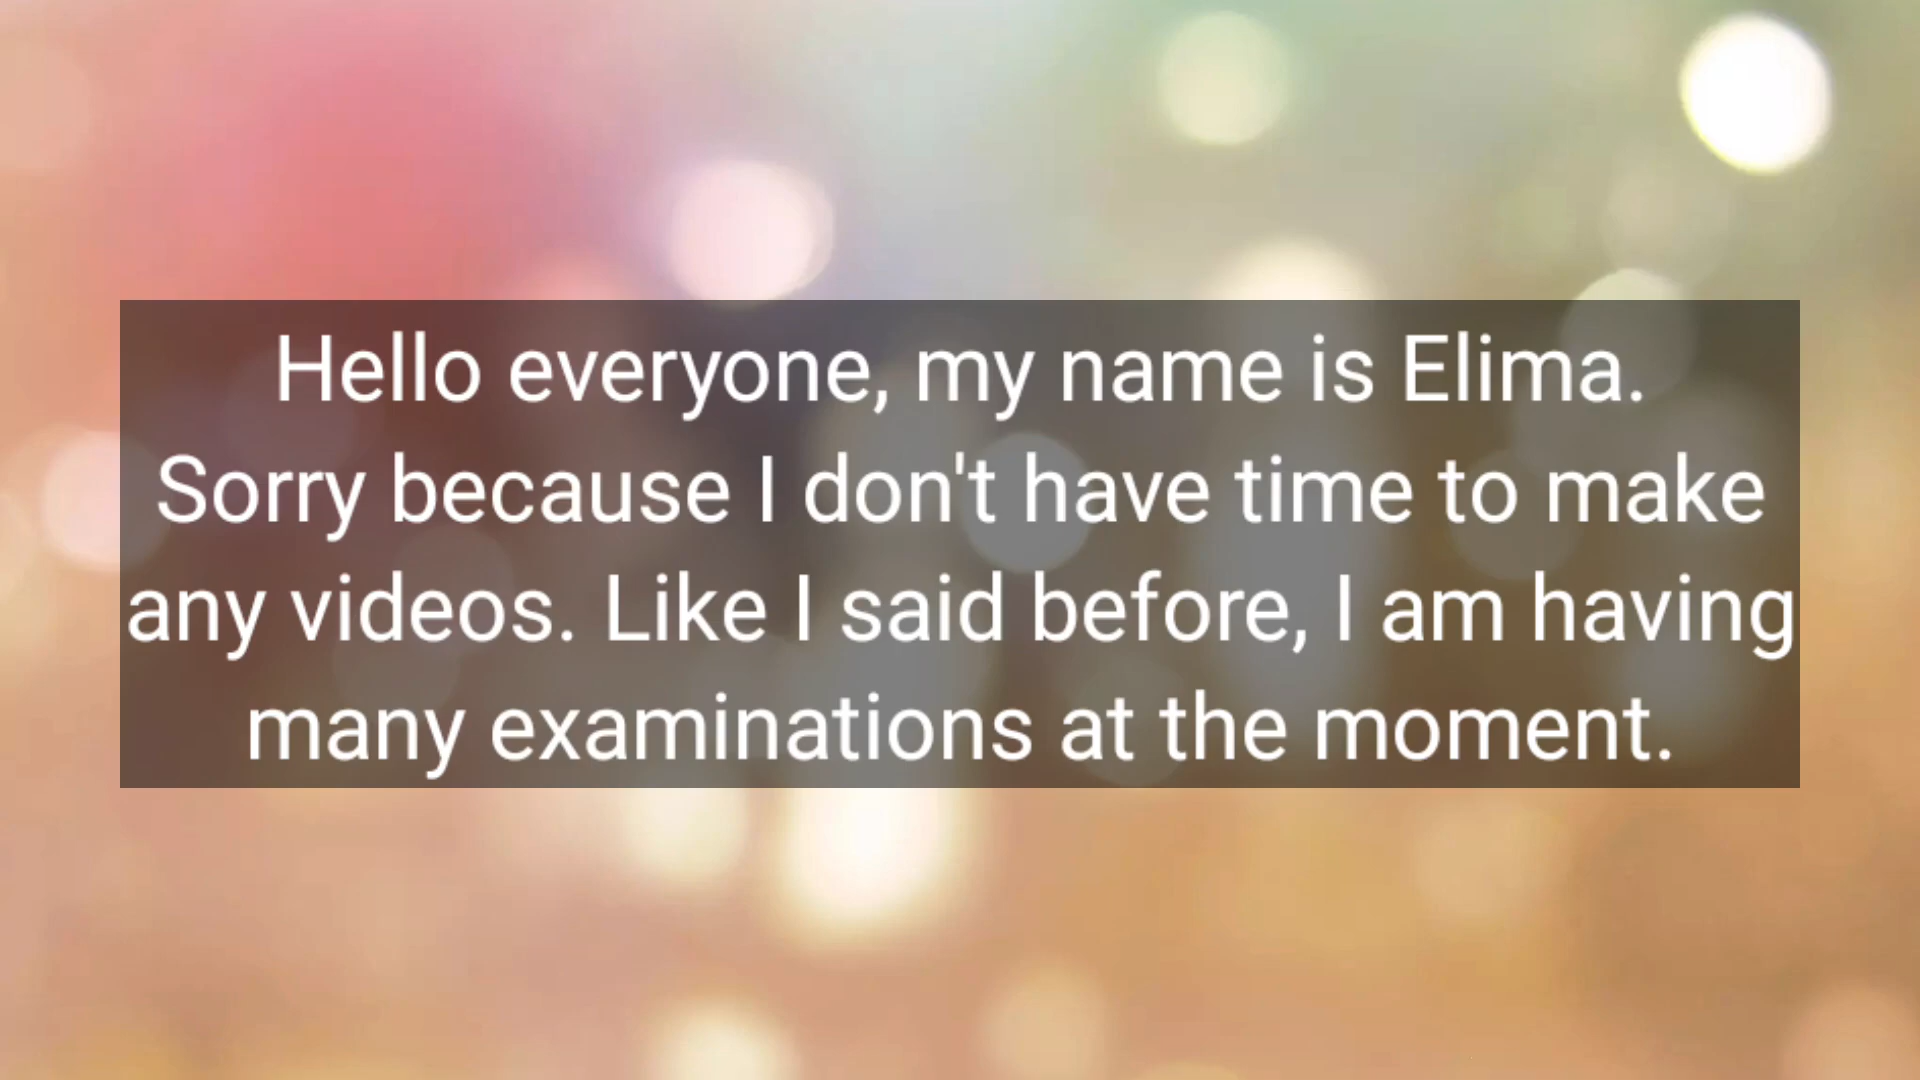 Hello everyone, my name is Elima.
Sorry because I don't have time to make
any videos. Like I said before, I am having
many examinations at the moment.